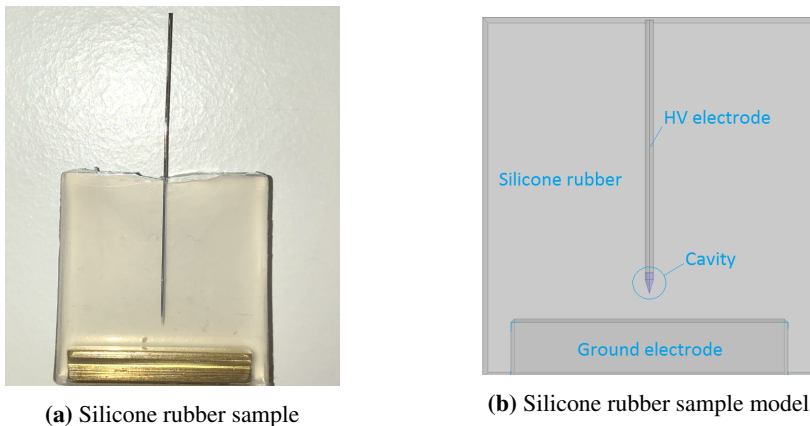 HV electrode
Silicone rubber
Cavity
Ground electrode
(a) Silicone rubber sample
(b) Silicone rubber sample model